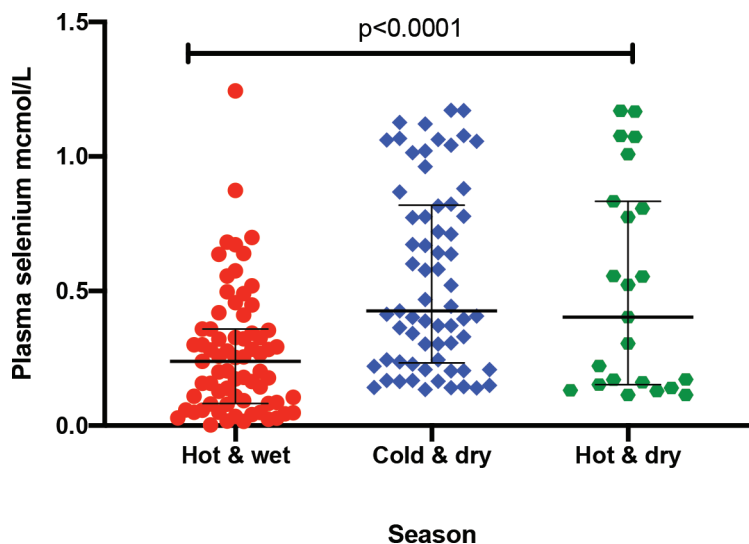 p<0.0001
Plasma selenium mcmol/L
1.5
1.0
0.5
0.0
Hot & wet
Cold & dry
Hot & dry
Season